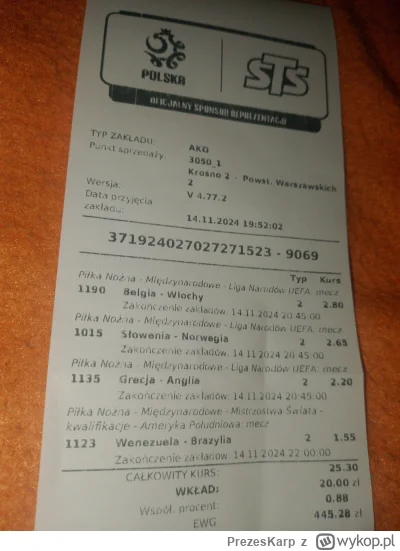 POLSKA
STS
OFICJALNY SPONSOR REPREZENTACJI
TYP ZAKŁADU: AKO
Punkt sprzedaży: 3050_1
Krosno 2 - Powst. Warszawskich
2
Wersja: V 4.77.2
Data przyjęcia zakładu: 14.11.2024 19:52:02
371924027027271523 - 9069
Typ Kurs
Piłka Nożna - Międzynarodowe - Liga Narodów UEFA: mecz
1190 Belgia - Włochy 2 2.80
Zakończenie zakładów: 14.11.2024 20:45:00
Piłka Nożna - Międzynarodowe - Liga Narodów UEFA: mecz
1015 Słowenia - Norwegia 2 2.65
Zakończenie zakładów: 14.11.2024 20:45:00
Piłka Nożna - Międzynarodowe - Liga Narodów UEFA: mecz
1135 Grecja - Anglia 2 2.20
Zakończenie zakładów: 14.11.2024 20:45:00
Piłka Nożna - Międzynarodowe - Mistrzostwa Świata -
kwalifikacje - Ameryka Południowa: mecz
1123 Wenezuela - Brazylia 2 1.55
Zakończenie zakładów: 14.11.2024 22:00:00
CAŁKOWITY KURS: 25.30
WKŁAD: 20.00 zł
Współ. procent: 0.88
EWG 445.28 zł
PrezesKarp z wykop.pl